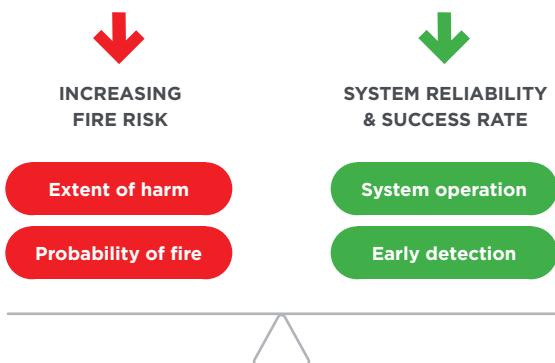 INCREASING
FIRE RISK
Extent of harm
Probability of fire
SYSTEM RELIABILITY
& SUCCESS RATE
System operation
Early detection